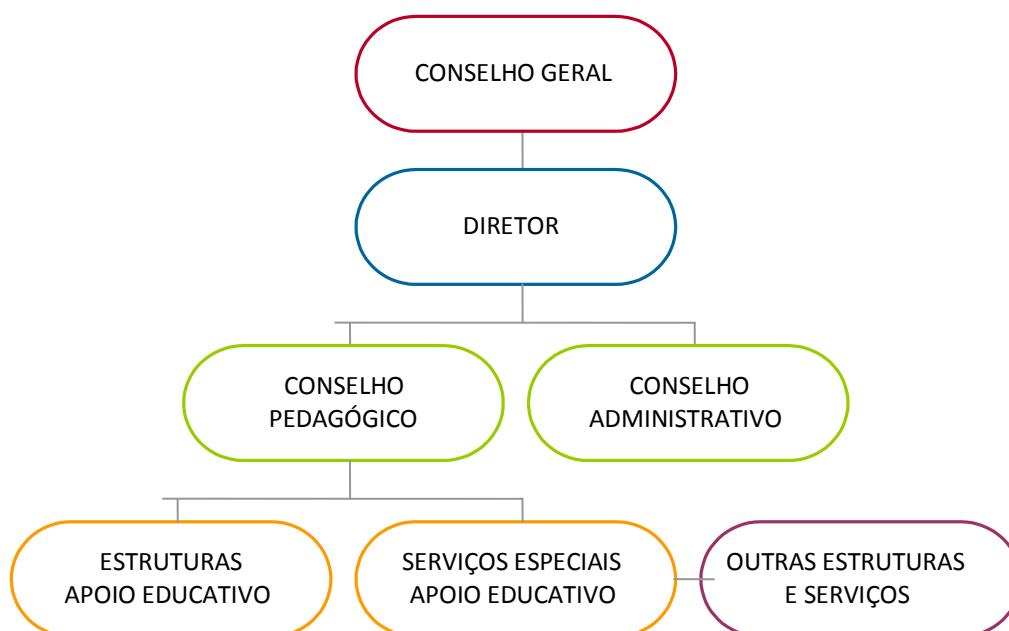 CONSELHO GERAL
DIRETOR
CONSELHO
PEDAGÓGICO
CONSELHO
ADMINISTRATIVO
ESTRUTURAS
APOIO EDUCATIVO
SERVIÇOS ESPECIAIS
APOIO EDUCATIVO
OUTRAS ESTRUTURAS
E SERVIÇOS